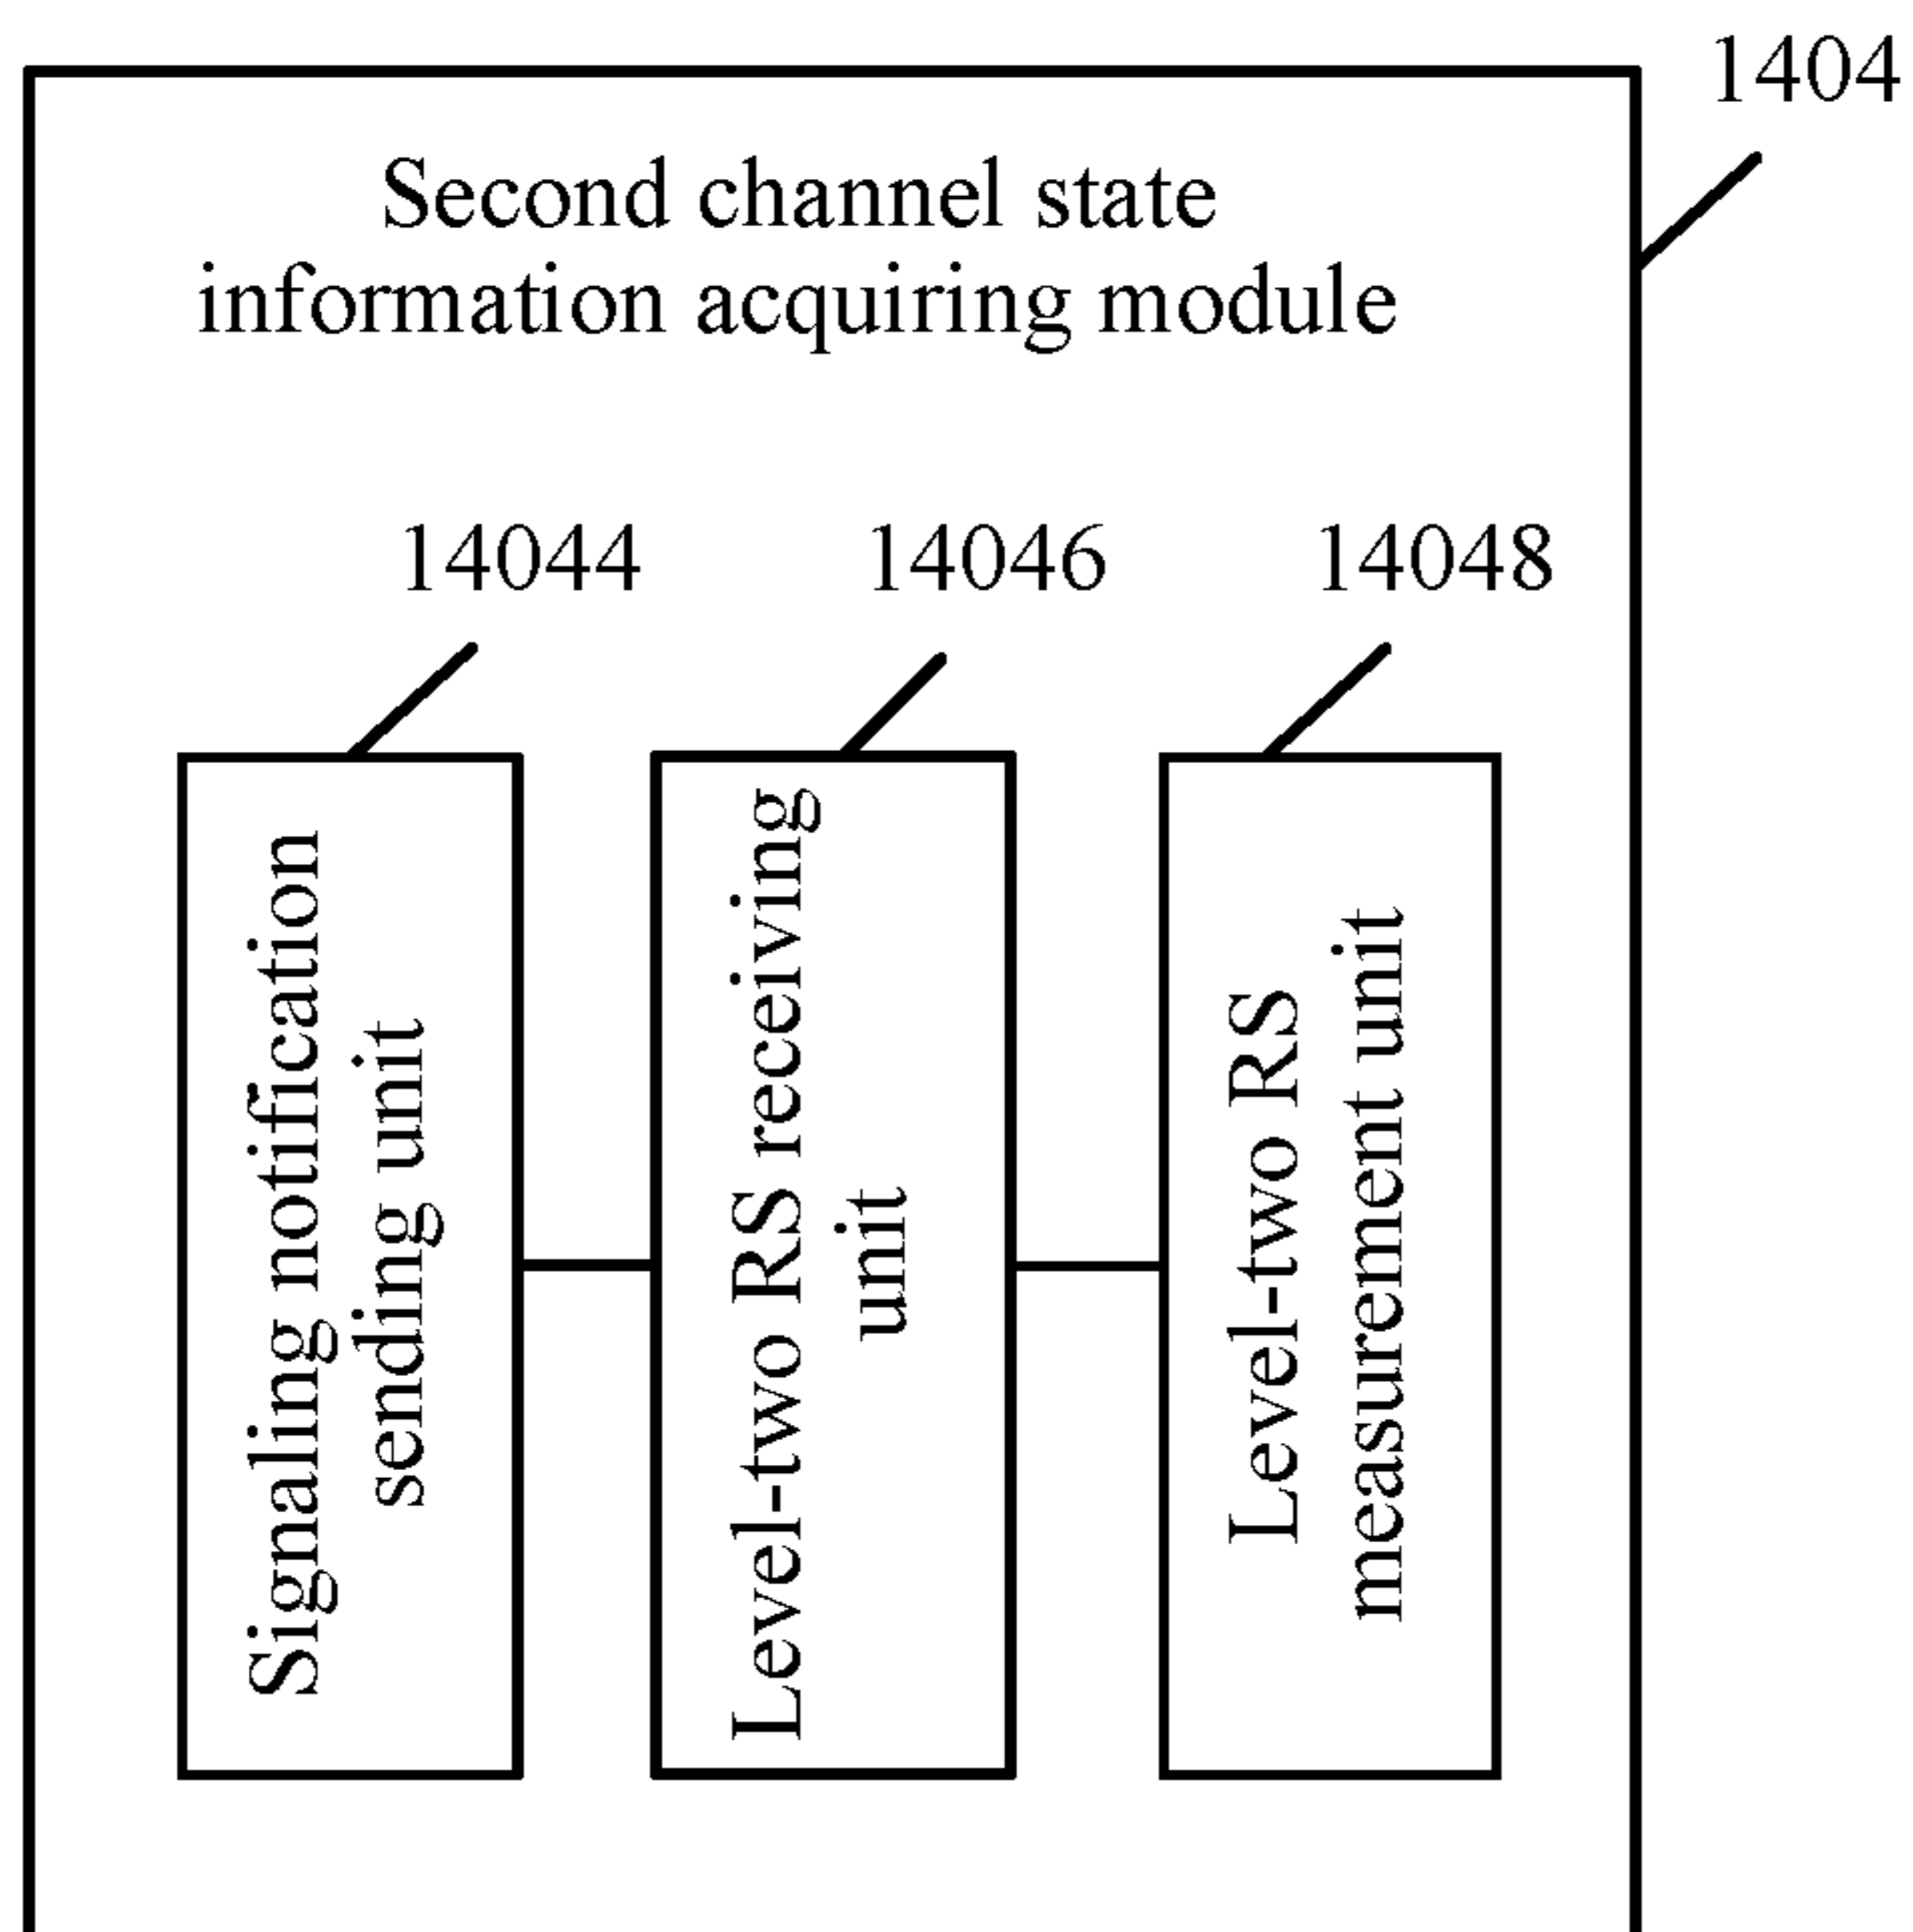 1404
Second channel state
information acquiring module
14044
14046
14048
Signaling notification
sending unit
Level-two RS receiving
unit
Level-two RS
measurement unit